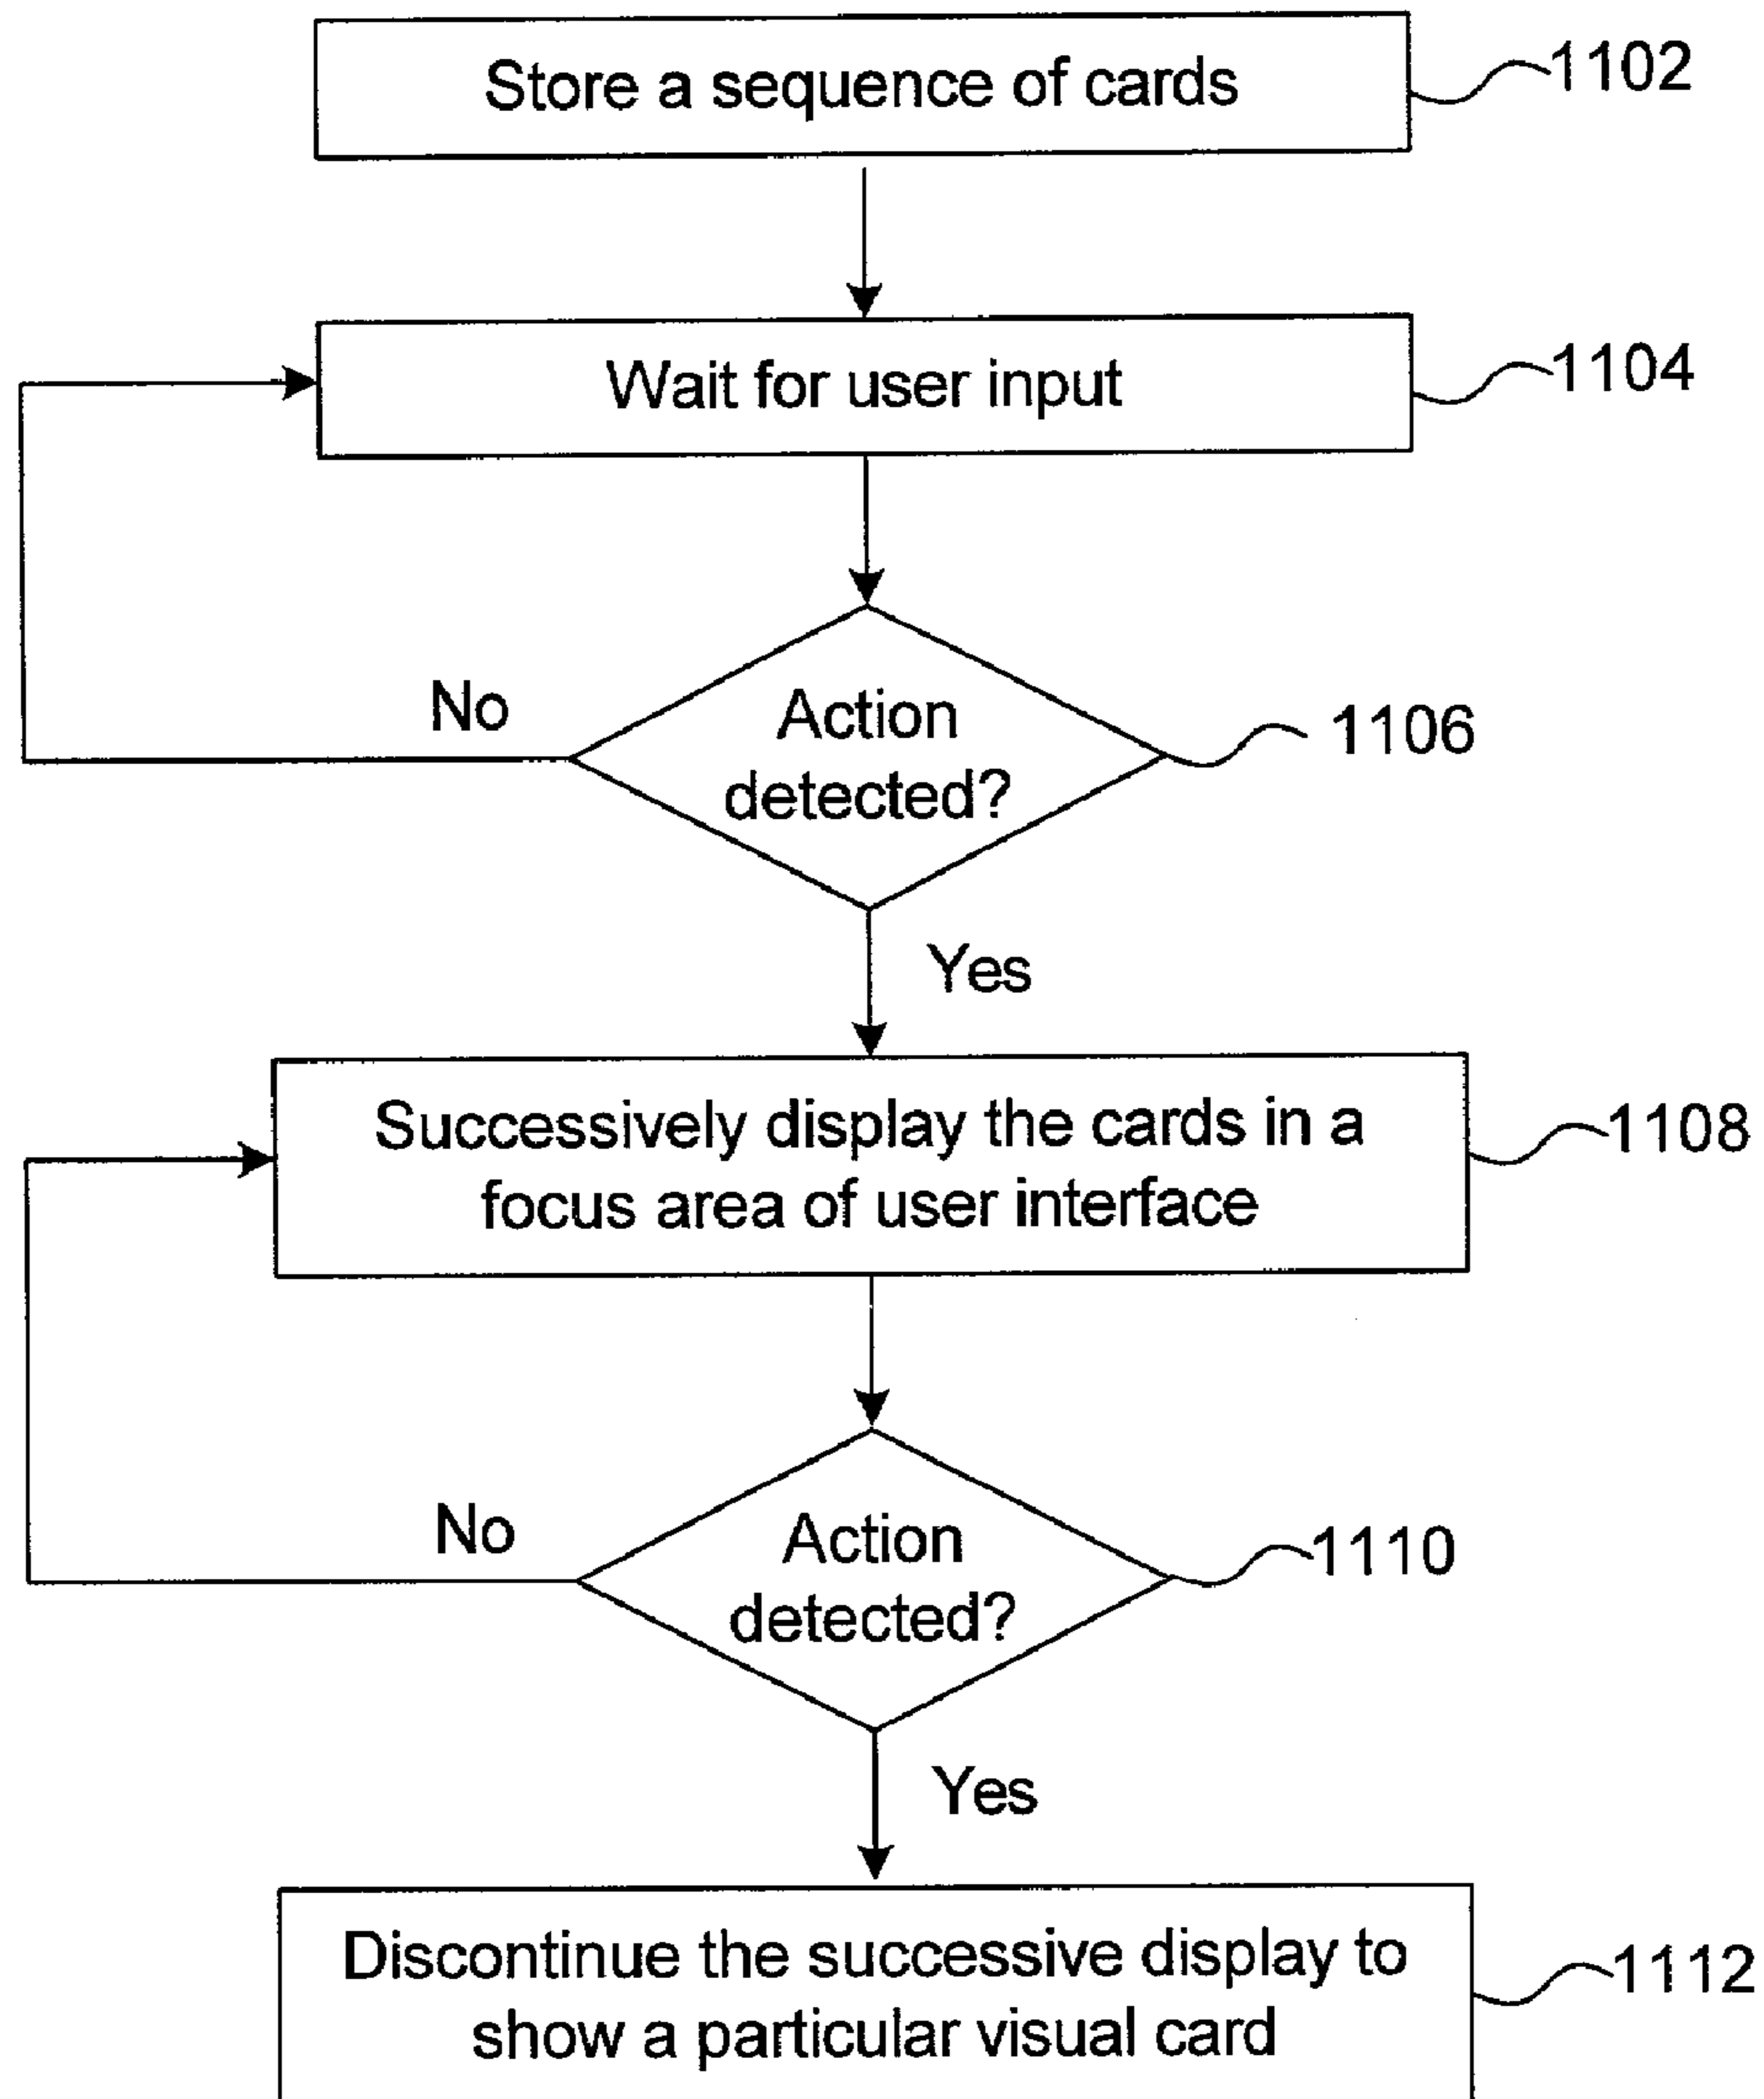 Store a sequence of cards
1102
Wait for user input
1104
Action
detected?
1106
No
Yes
Successively display the cards in a
focus area of user interface
1108
Action
detected?
1110
No
Yes
Discontinue the successive display to
show a particular visual card
1112